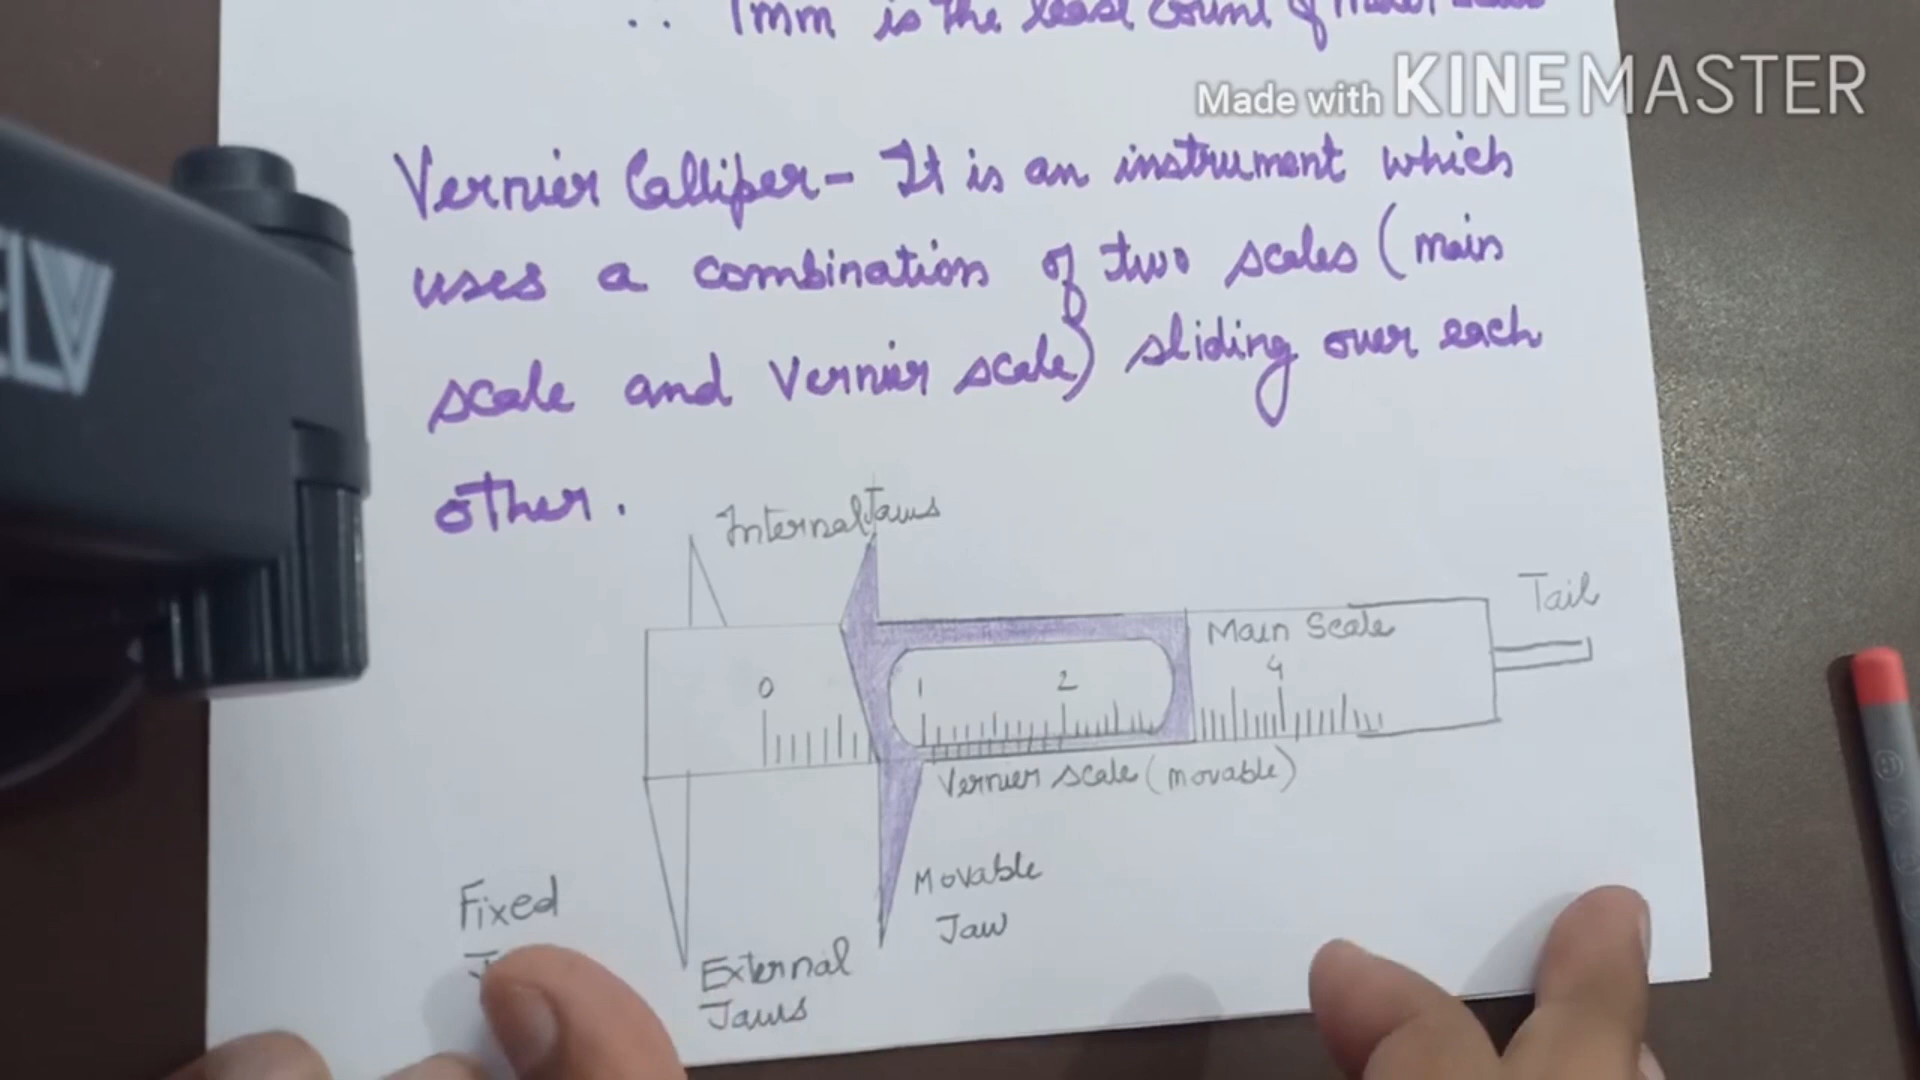 ∴ 1mm is the least count of
Made with KINEMASTER
Vernier Calliper - It is an instrument which
uses a combination of two scales (main
scale and Vernier scale) sliding over each
other.
Internal Jaws
Tail
Main Scale
0 1 2 4
Vernier scale (movable)
Movable
Jaw
Fixed
External
Jaws